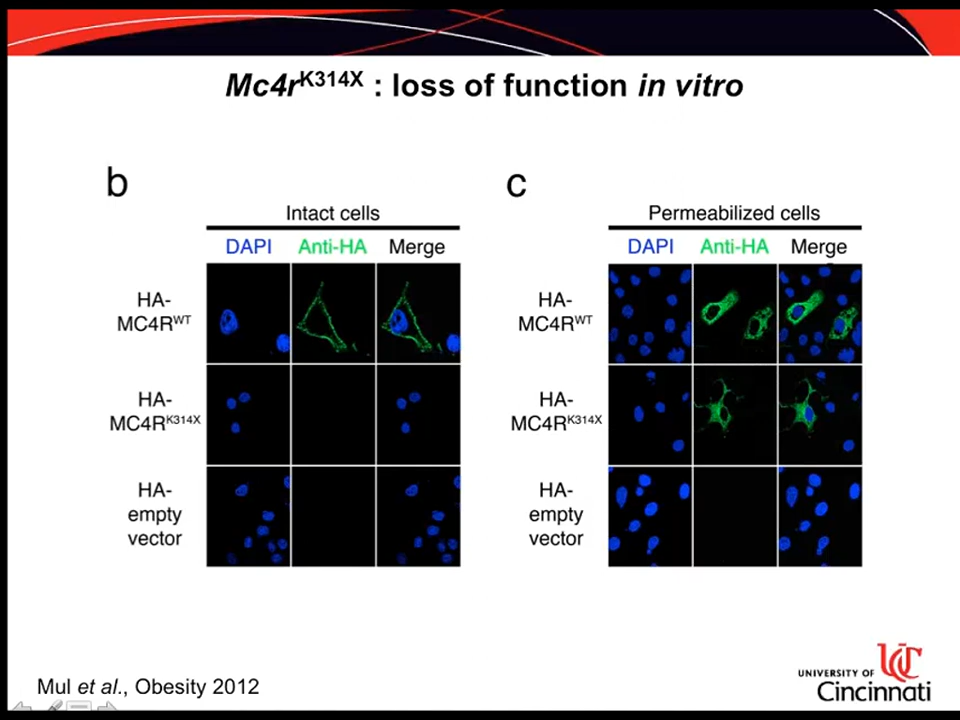 Mc4rK314X : loss of function in vitro
b
Intact cells
DAPI Anti-HA Merge
HA-
MC4RWT
HA-
MC4RK314X
HA-
empty
vector
c
Permeabilized cells
DAPI Anti-HA Merge
HA-
MC4RWT
HA-
MC4RK314X
HA-
empty
vector
Mul et al., Obesity 2012
UC
UNIVERSITY OF
Cincinnati